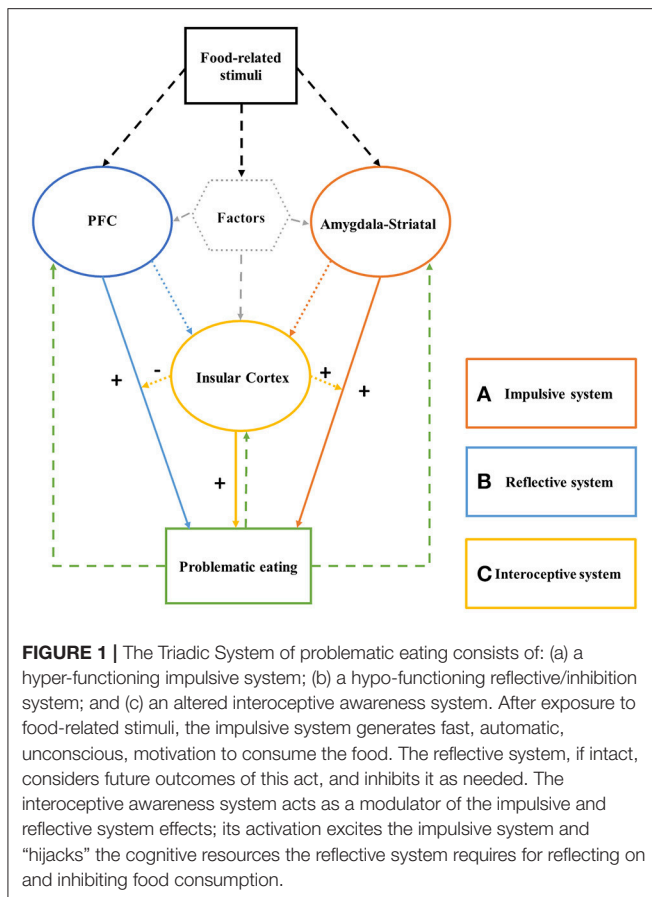 Food-related
stimuli
PFC
Factors
Amygdala-Striatal
Insular Cortex
+
-
+
+
+
Problematic eating
A Impulsive system
B Reflective system
C Interoceptive system
FIGURE 1 | The Triadic System of problematic eating consists of: (a) a
hyper-functioning impulsive system; (b) a hypo-functioning reflective/inhibition
system; and (c) an altered interoceptive awareness system. After exposure to
food-related stimuli, the impulsive system generates fast, automatic,
unconscious, motivation to consume the food. The reflective system, if intact,
considers future outcomes of this act, and inhibits it as needed. The
interoceptive awareness system acts as a modulator of the impulsive and
reflective system effects; its activation excites the impulsive system and
“hijacks” the cognitive resources the reflective system requires for reflecting on
and inhibiting food consumption.